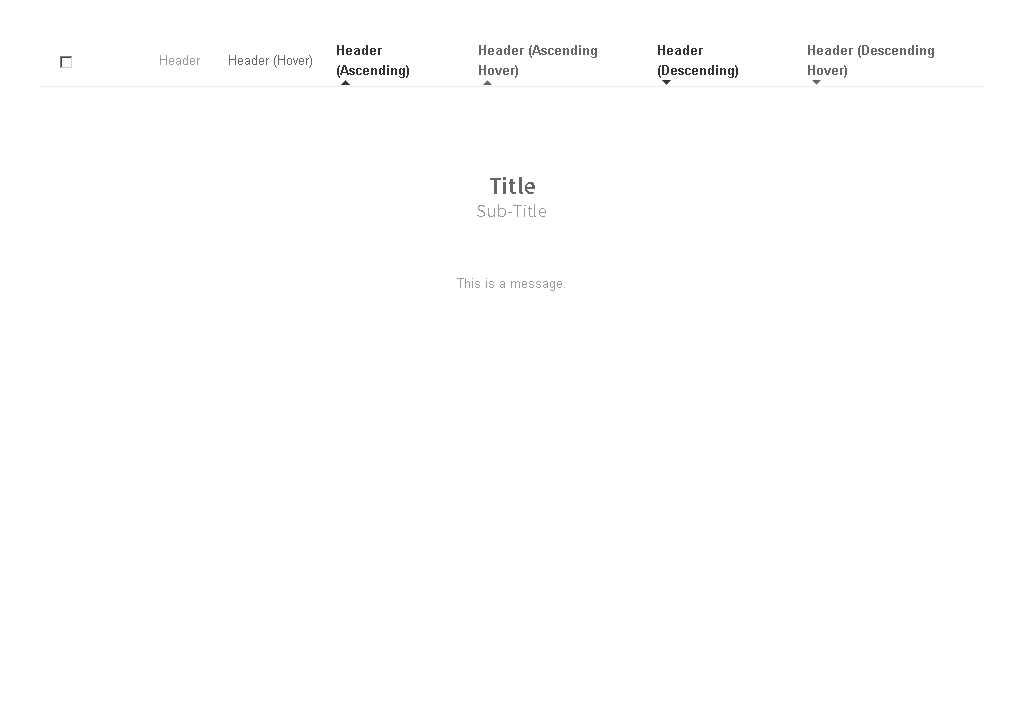 Header
Header (Hover)
Header
(Ascending)
Header (Ascending
Hover)
Header
(Descending)
Header (Descending
Hover)
Title
Sub-Title
This is a message.